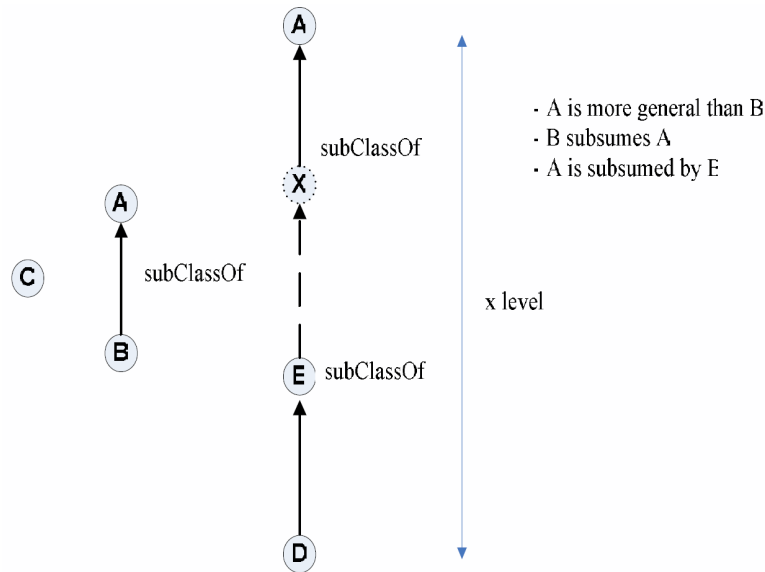 A
- A is more general than B
- B subsumes A
- A is subsumed by E
subClassOf
X
A
C
subClassOf
x level
B
E
subClassOf
D